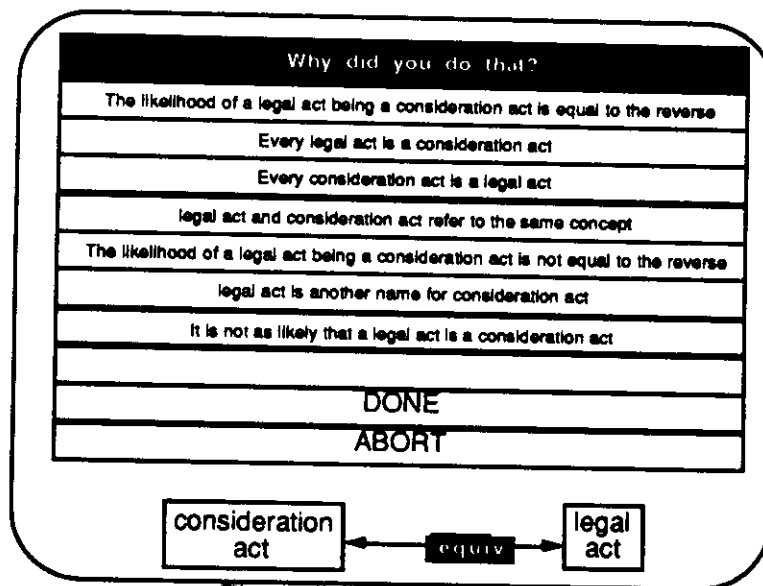 Why did you do that?
The likelihood of a legal act being a consideration act is equal to the reverse
Every legal act is a consideration act
Every consideration act is a legal act
legal act and consideration act refer to the same concept
The likelihood of a legal act being a consideration act is not equal to the reverse
legal act is another name for consideration act
It is not as likely that a legal act is a consideration act
DONE
ABORT
consideration
act
equiv
legal
act